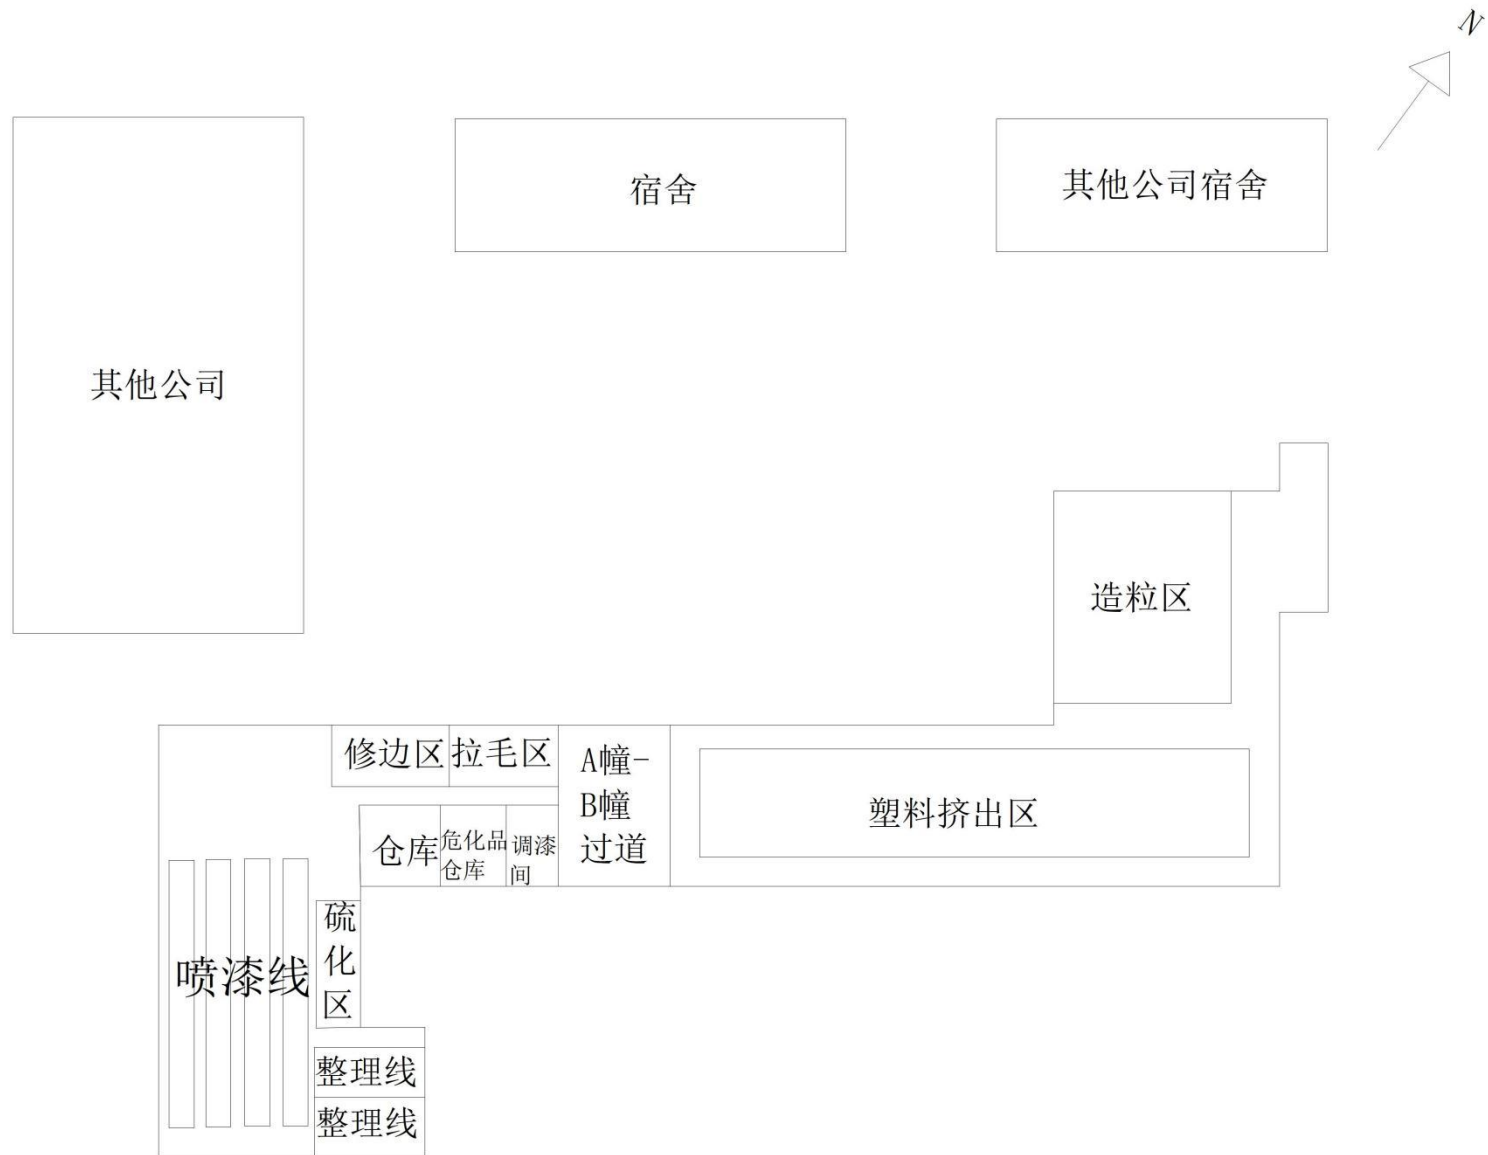 N
宿舍
其他公司宿舍
其他公司
造粒区
修边区
拉毛区
A幢-
B幢
过道
塑料挤出区
仓库
危化品
仓库
调漆
间
硫
化
区
喷漆线
整理线
整理线